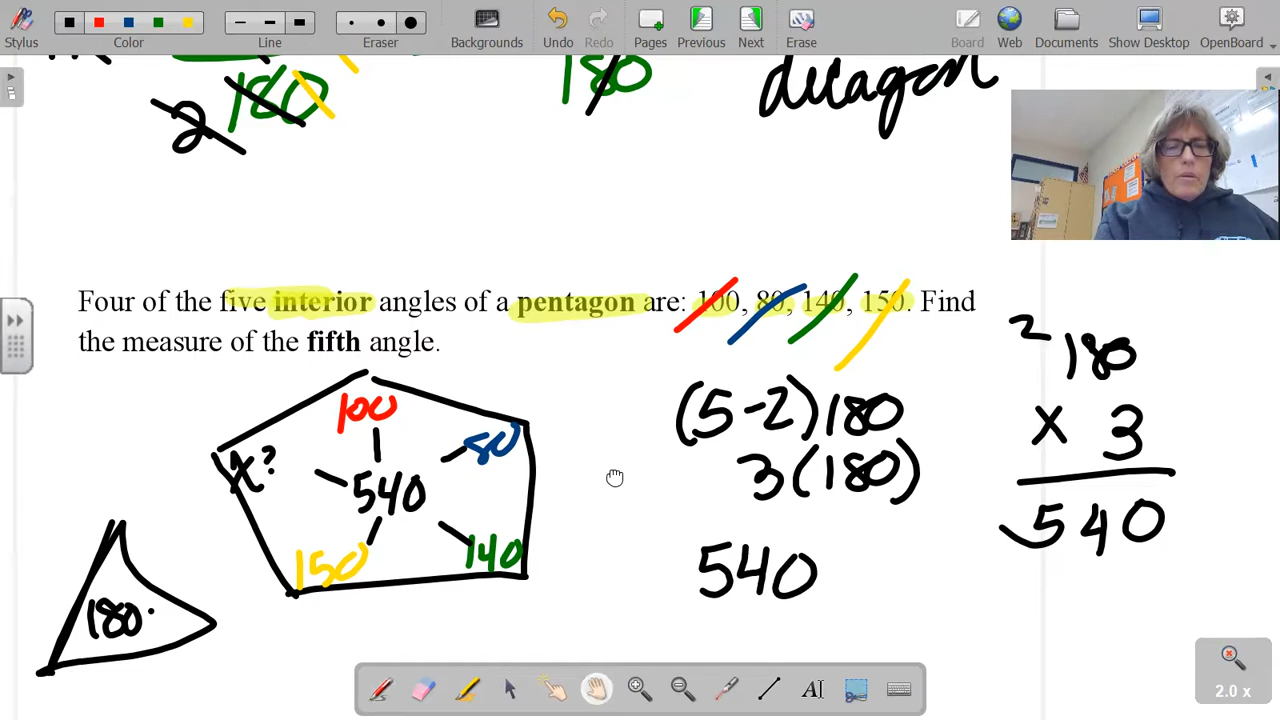 Stylus
Color
Line
Eraser
Backgrounds
Undo
Redo
Pages
Previous
Next
Erase
Board
Web
Documents
Show Desktop
OpenBoard
2 180
180
Four of the five interior angles of a pentagon are: 100, 80, 140, 150. Find
the measure of the fifth angle.
100
80
?
540
150
140
180
(5-2)180
3(180)
540
2
180
x 3
540
2.0 x